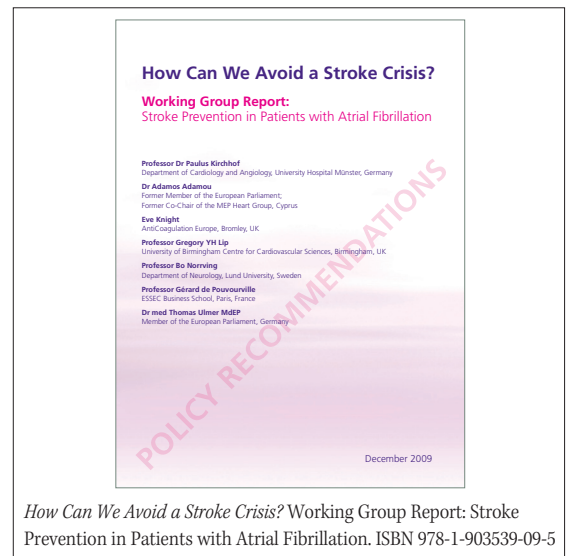 How Can We Avoid a Stroke Crisis?
Working Group Report:
Stroke Prevention in Patients with Atrial Fibrillation
Professor Dr Paulus Kirchhof
Department of Cardiology and Angiology, University Hospital Münster, Germany
Dr Adamos Adamou
Former Member of the European Parliament;
Former Co-Chair of the MEP Heart Group, Cyprus
Eve Knight
AntiCoagulation Europe, Bromley, UK
Professor Gregory YH Lip
University of Birmingham Centre for Cardiovascular Sciences, Birmingham, UK
Professor Bo Norrving
Department of Neurology, Lund University, Sweden
Professor Gérard de Pouvourville
ESSEC Business School, Paris, France
Dr med Thomas Ulmer MdEP
Member of the European Parliament, Germany
POLICY RECOMMENDATIONS
December 2009
How Can We Avoid a Stroke Crisis? Working Group Report: Stroke
Prevention in Patients with Atrial Fibrillation. ISBN 978-1-903539-09-5